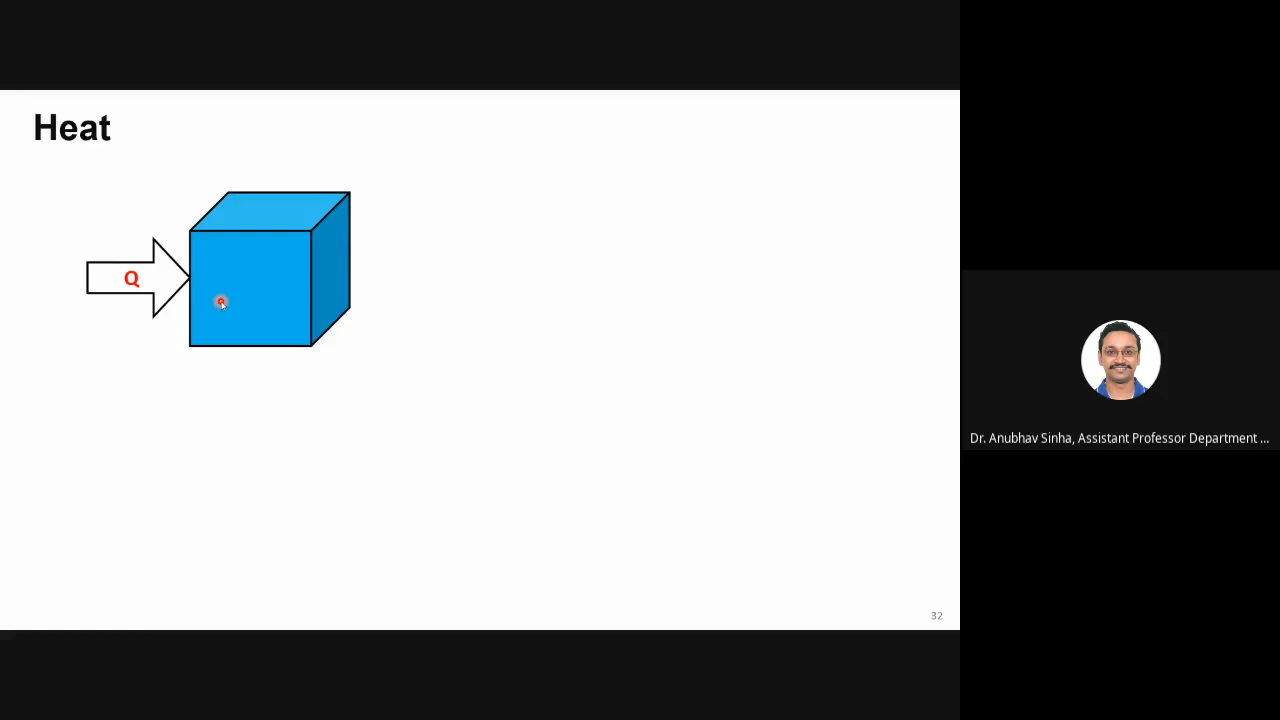 Heat
Q
Dr. Anubhav Sinha, Assistant Professor Department ...
32